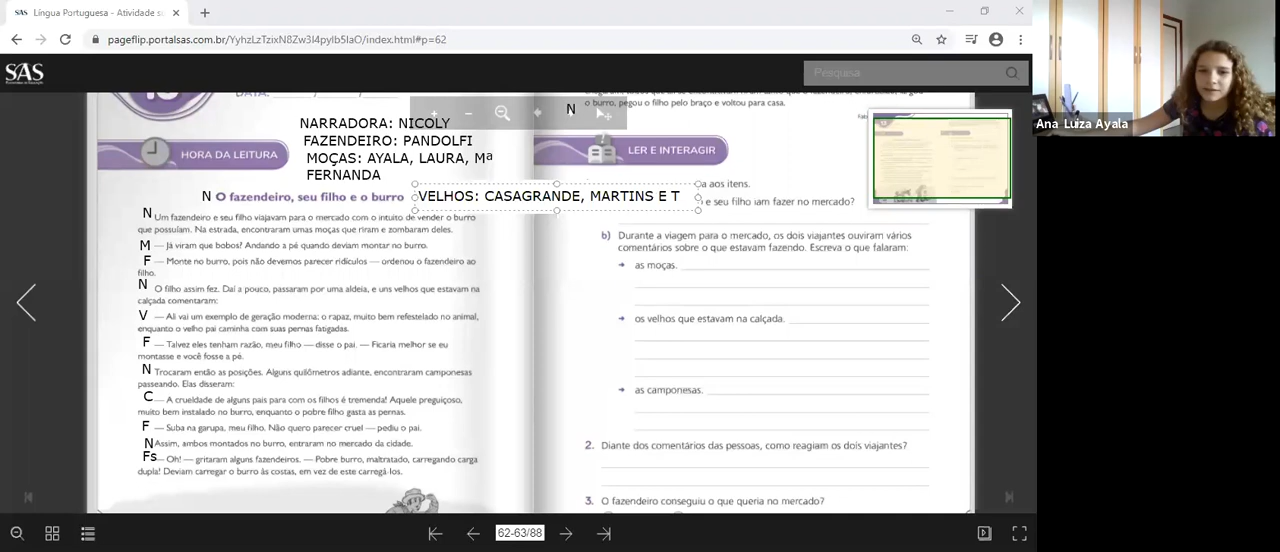 SAS Língua Portuguesa - Atividade s
pageflip.portalsas.com.br/YyhzLzTzixN8Zw3l4pylb5laO/index.html#p=62
SAS
Pesquisa
Ana Luiza Ayala
DATA:
NARRADORA: NICOLY
FAZENDEIRO: PANDOLFI
MOÇAS: AYALA, LAURA, Mª
FERNANDA
VELHOS: CASAGRANDE, MARTINS E T
HORA DA LEITURA
N O fazendeiro, seu filho e o burro
N Um fazendeiro e seu filho viajavam para o mercado com o intuito de vender o burro
que possuíam. Na estrada, encontraram umas moças que riram e zombaram deles.
M — Já viram que bobos? Andando a pé quando deviam montar no burro.
F — Monte no burro, pois não devemos parecer ridículos — ordenou o fazendeiro ao
filho.
N O filho assim fez. Daí a pouco, passaram por uma aldeia, e uns velhos que estavam na
calçada comentaram:
V — Ali vai um exemplo de geração moderna: o rapaz, muito bem refestelado no animal,
enquanto o velho pai caminha com suas pernas fatigadas.
F — Talvez eles tenham razão, meu filho — disse o pai. — Ficaria melhor se eu
montasse e você fosse a pé.
N Trocaram então as posições. Alguns quilômetros adiante, encontraram camponesas
passeando. Elas disseram:
C — A crueldade de alguns pais para com os filhos é tremenda! Aquele preguiçoso,
muito bem instalado no burro, enquanto o pobre filho gasta as pernas.
F — Suba na garupa, meu filho. Não quero parecer cruel — pediu o pai.
N Assim, ambos montados no burro, entraram no mercado da cidade.
Fs — Oh! — gritaram alguns fazendeiros. — Pobre burro, maltratado, carregando carga
dupla! Deviam carregar o burro às costas, em vez de este carregá-los.
o burro, pegou o filho pelo braço e voltou para casa.
N
LER E INTERAGIR
a aos itens.
e seu filho iam fazer no mercado?
b) Durante a viagem para o mercado, os dois viajantes ouviram vários
comentários sobre o que estavam fazendo. Escreva o que falaram:
as moças.
os velhos que estavam na calçada.
as camponesas.
2. Diante dos comentários das pessoas, como reagiam os dois viajantes?
3. O fazendeiro conseguiu o que queria no mercado?
62-63/88